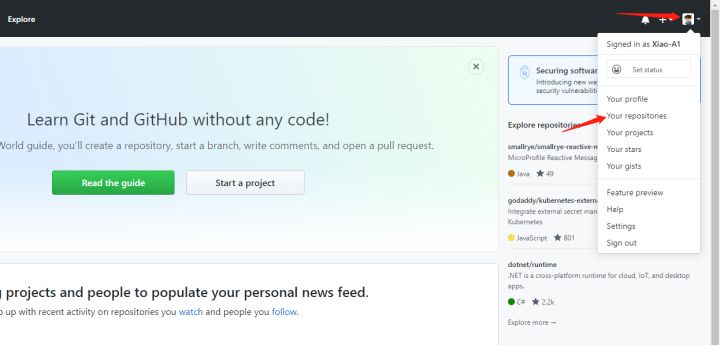 Explore
Signed in as Xiao-A1
Set status
Your profile
Your repositories
Your projects
Your stars
Your gists
Feature preview
Help
Settings
Sign out
Learn Git and GitHub without any code!
World guide, you'll create a repository, start a branch, write comments, and open a pull request.
Read the guide
Start a project
projects and people to populate your personal news feed.
up with recent activity on repositories you watch and people you follow.
Securing softwar
Introducing new way
security vulnerabilities
Explore repositories
smallrye/smallrye-reactive-m
MicroProfile Reactive Messag
Java 49
godaddy/kubernetes-externa
Integrate external secret man
Kubernetes
JavaScript 801
dotnet/runtime
.NET is a cross-platform runtime for cloud, IoT, and desktop
apps.
C# 2.2k
Explore more →